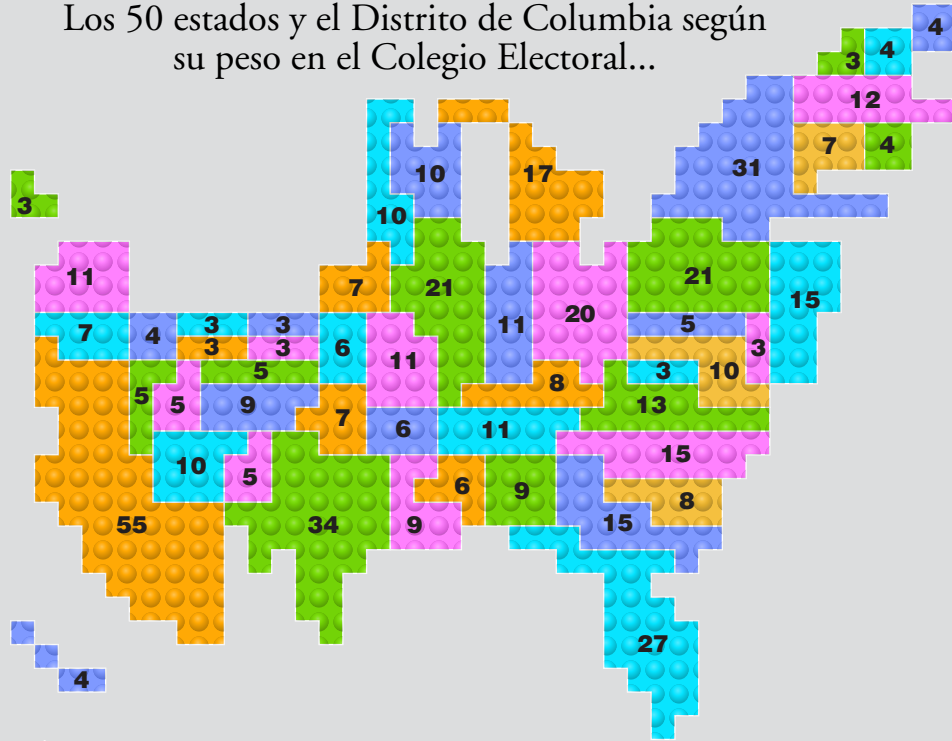 Los 50 estados y el Distrito de Columbia según
su peso en el Colegio Electoral...
4
3 4
12
7 4
31
10 17
10
3
11
7 21 21
15
11 20
7 4 3 3 5
3 3 6 11 3
5 8 3 10
5 5 9 7 13
6 11
10 5 15
6 9 8
55 34 9 15
27
4